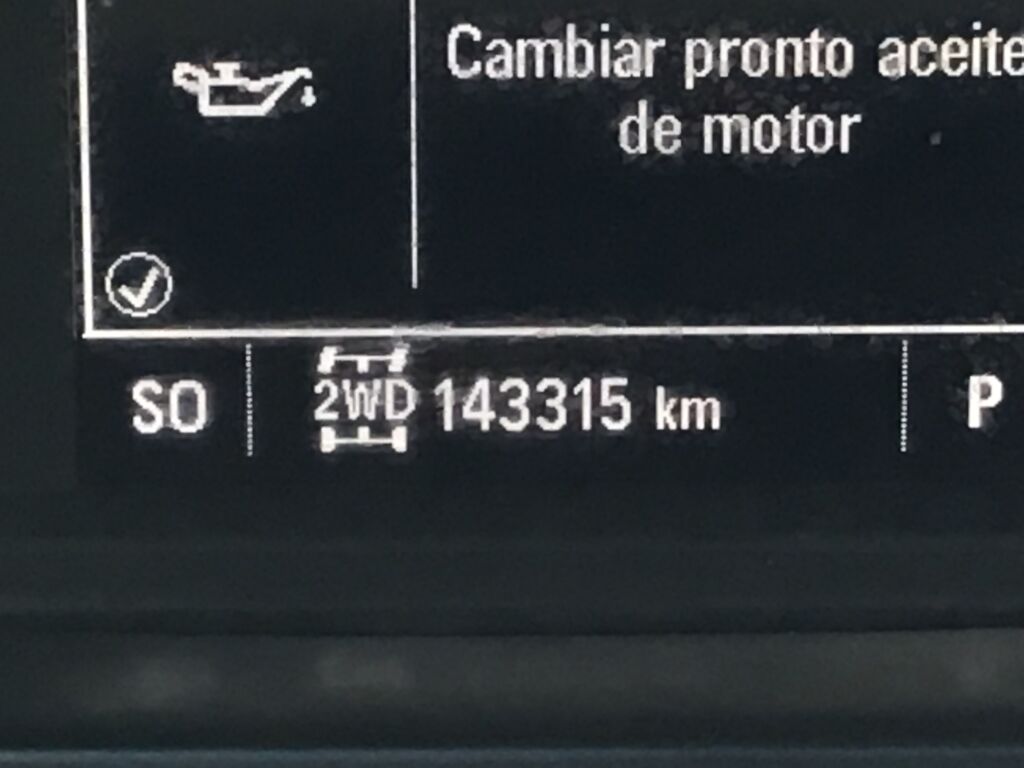 Cambiar pronto aceite
de motor
SO
2WD 143315 km
P